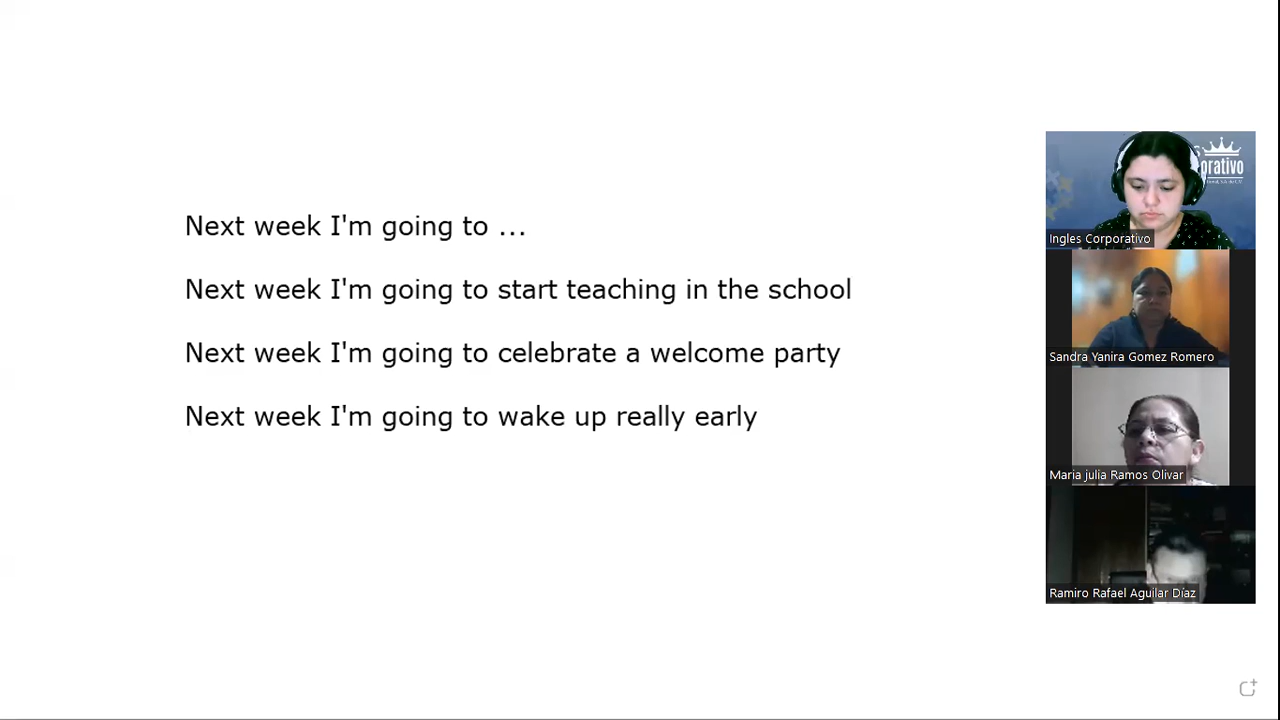 Next week I'm going to ...
Next week I'm going to start teaching in the school
Next week I'm going to celebrate a welcome party
Next week I'm going to wake up really early
orativo
Ingles Corporativo
Sandra Yanira Gomez Romero
Maria julia Ramos Olivar
Ramiro Rafael Aguilar Díaz